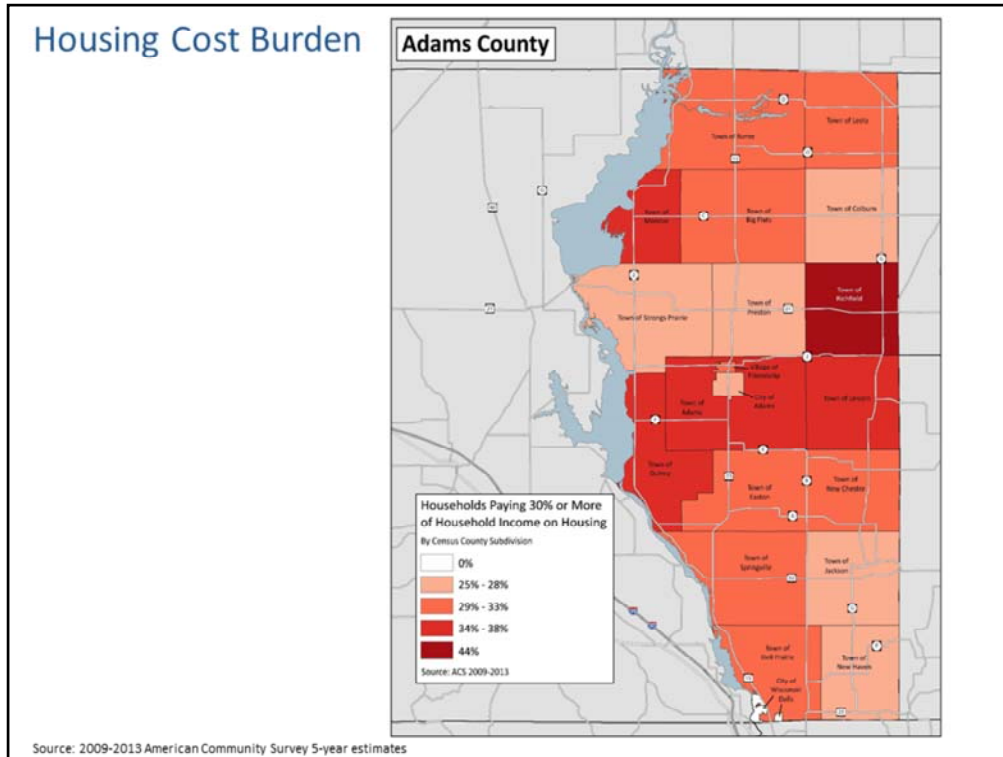 Housing Cost Burden
Adams County
Town of Rome
Town of Leola
Town of
Monroe
Town of
Big Flats
Town of Colburn
Town of Strongs Prairie
Town of
Preston
Town of
Richfield
Village of
Friendship
City of
Adams
Town of
Adams
Town of Lincoln
Town of
Quincy
Town of
Easton
Town of
New Chester
Town of
Springville
Town of
Jackson
Town of
Dell Prairie
Town of
New Haven
City of
Wisconsin
Dells
Households Paying 30% or More
of Household Income on Housing
By Census County Subdivision
0%
25% - 28%
29% - 33%
34% - 38%
44%
Source: ACS 2009-2013
Source: 2009-2013 American Community Survey 5-year estimates